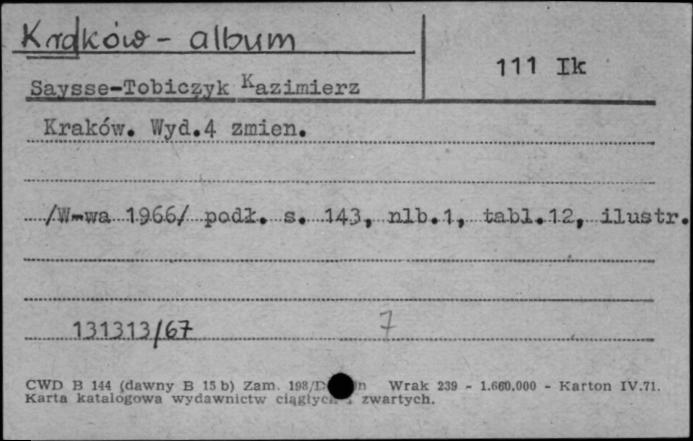 Kraków - album
111 Ik
Saysse-Tobiczyk Kazimierz
Kraków. Wyd.4 zmien.
/W-wa 1966/ podł. s. 143, nlb.1, tabl.12, ilustr.
131313/67 7
CWD B 144 (dawny B 15 b) Zam. 198/D Wrak 239 - 1.660.000 - Karton IV.71.
Karta katalogowa wydawnictw ciągłych i zwartych.